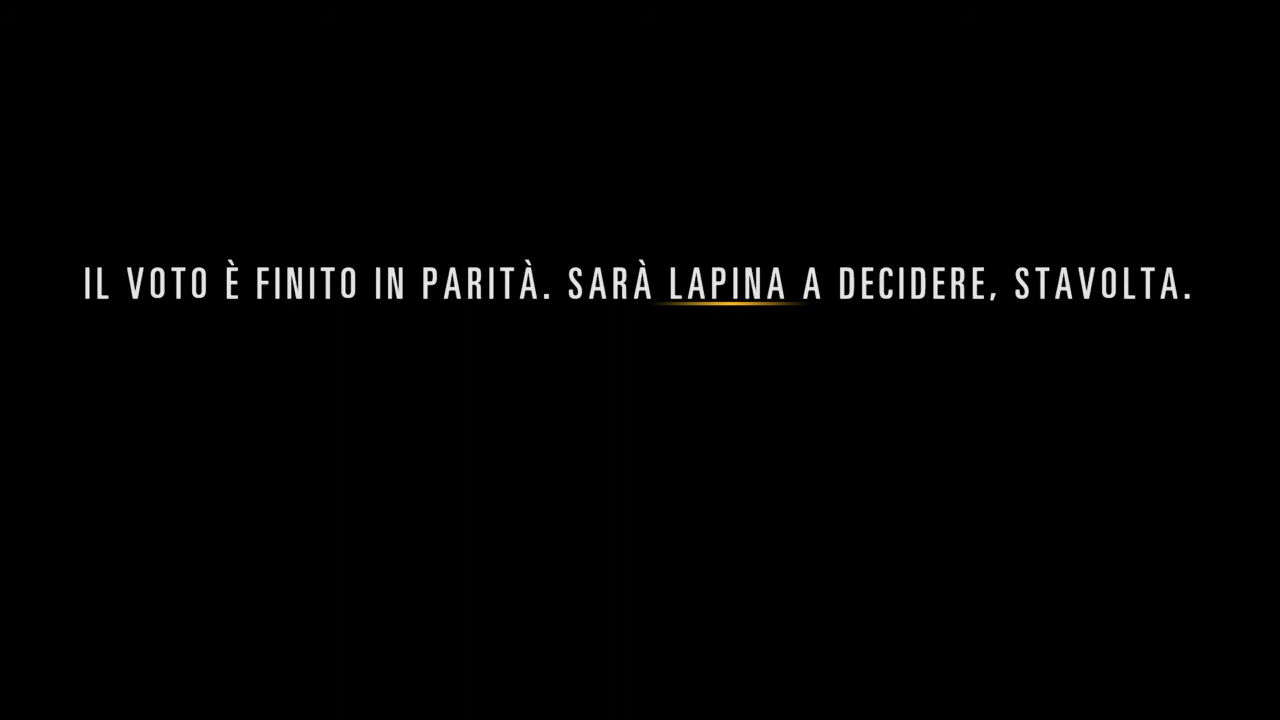 IL VOTO È FINITO IN PARITÀ. SARÀ LAPINA A DECIDERE, STAVOLTA.